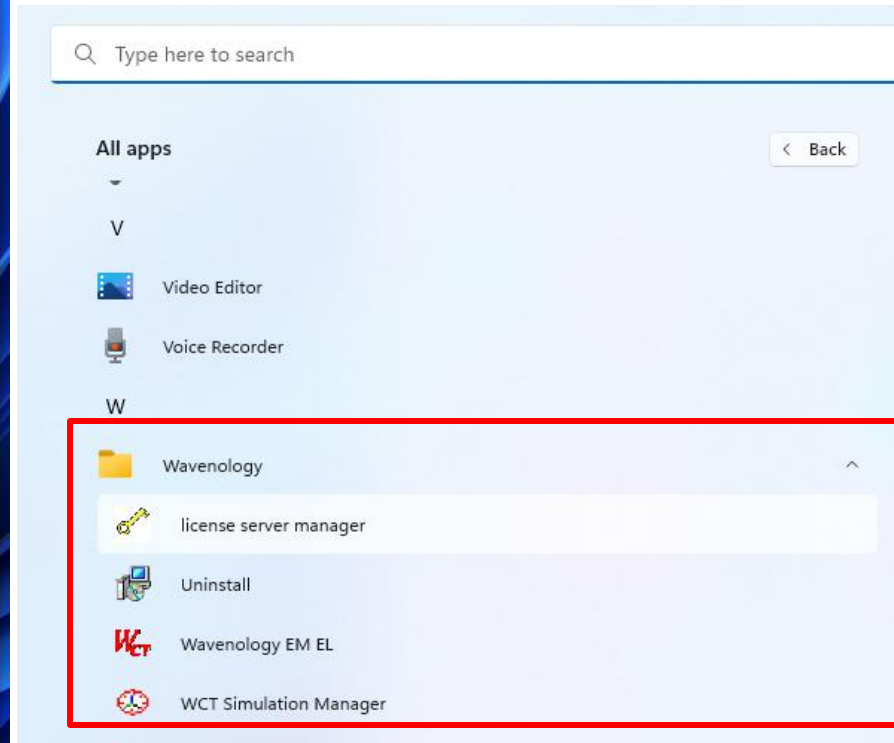 Type here to search
All apps
Back
V
Video Editor
Voice Recorder
W
Wavenology
license server manager
Uninstall
WCT
Wavenology EM EL
WCT Simulation Manager